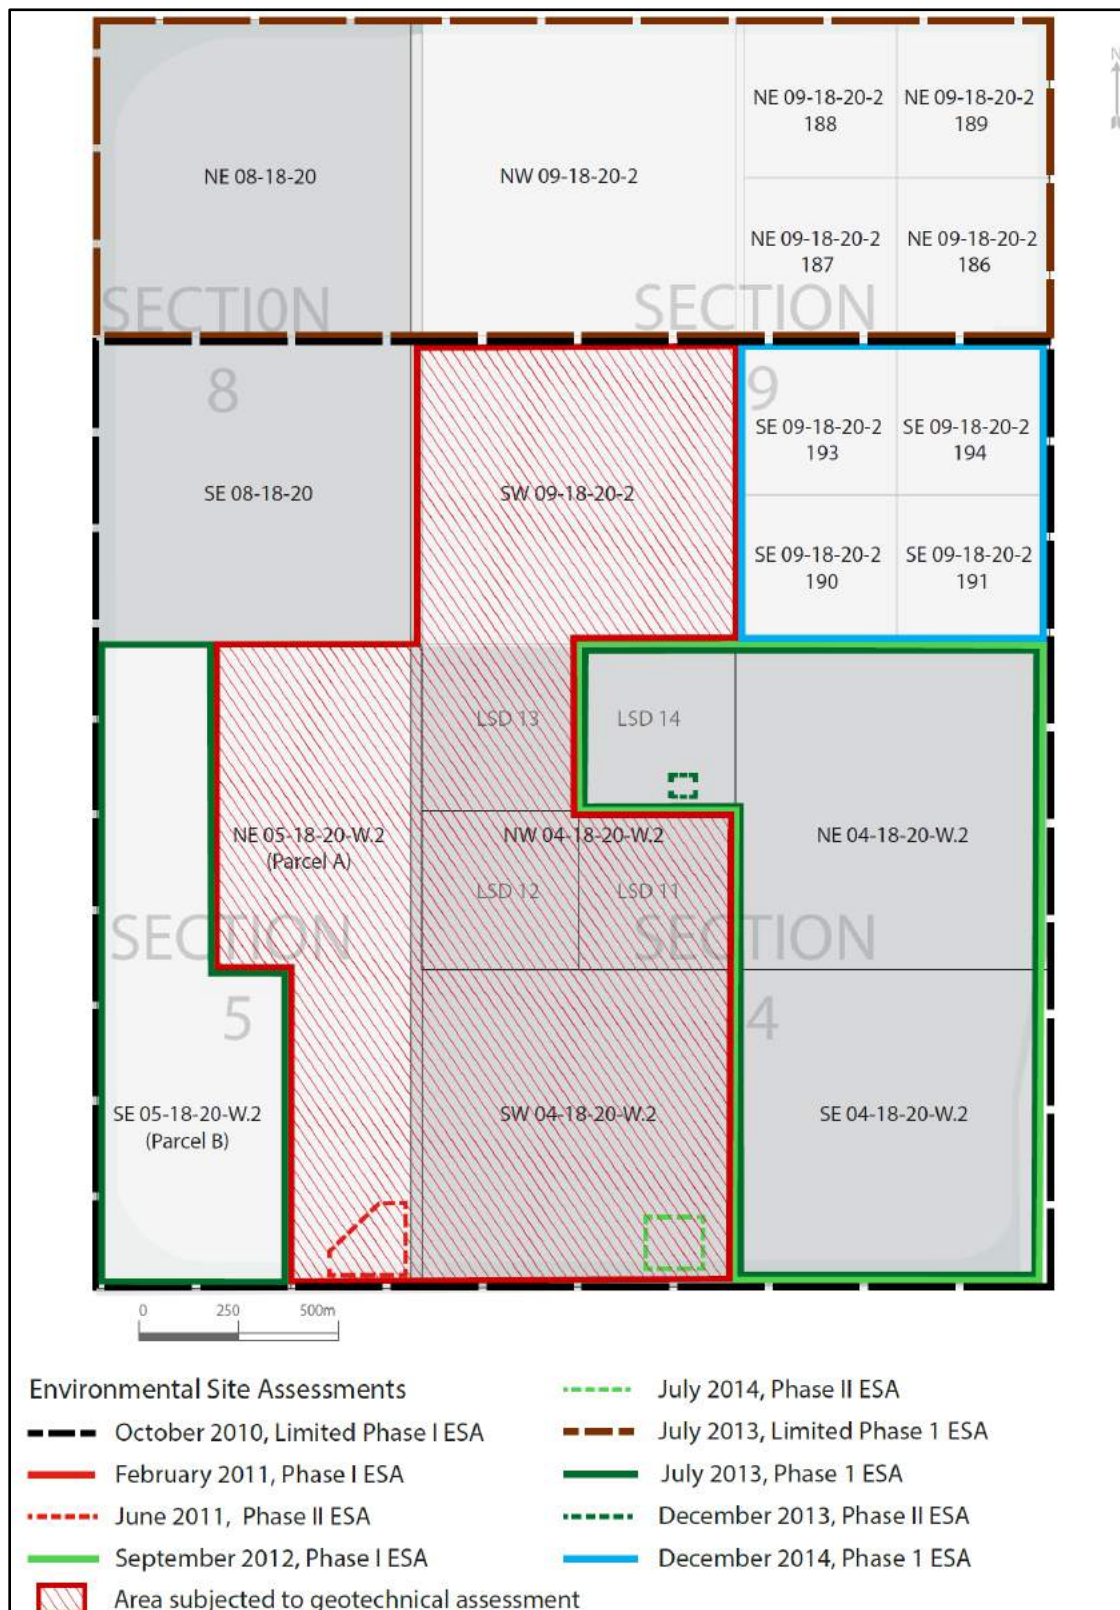 N
NE 09-18-20-2
188
NE 09-18-20-2
189
NE 08-18-20
NW 09-18-20-2
NE 09-18-20-2
187
NE 09-18-20-2
186
SECTI0N
SECTION
8
9
SE 09-18-20-2
193
SE 09-18-20-2
194
SE 08-18-20
SW 09-18-20-2
SE 09-18-20-2
190
SE 09-18-20-2
191
LSD 13
LSD 14
NE 05-18-20-W.2
(Parcel A)
NW 04-18-20-W.2
NE 04-18-20-W.2
LSD 12
LSD 11
SECTION
SECTION
5
4
SE 05-18-20-W.2
(Parcel B)
SW 04-18-20-W.2
SE 04-18-20-W.2
0 250 500m
Environmental Site Assessments
October 2010, Limited Phase I ESA
February 2011, Phase I ESA
June 2011, Phase II ESA
September 2012, Phase I ESA
Area subjected to geotechnical assessment
July 2014, Phase II ESA
July 2013, Limited Phase 1 ESA
July 2013, Phase 1 ESA
December 2013, Phase II ESA
December 2014, Phase 1 ESA